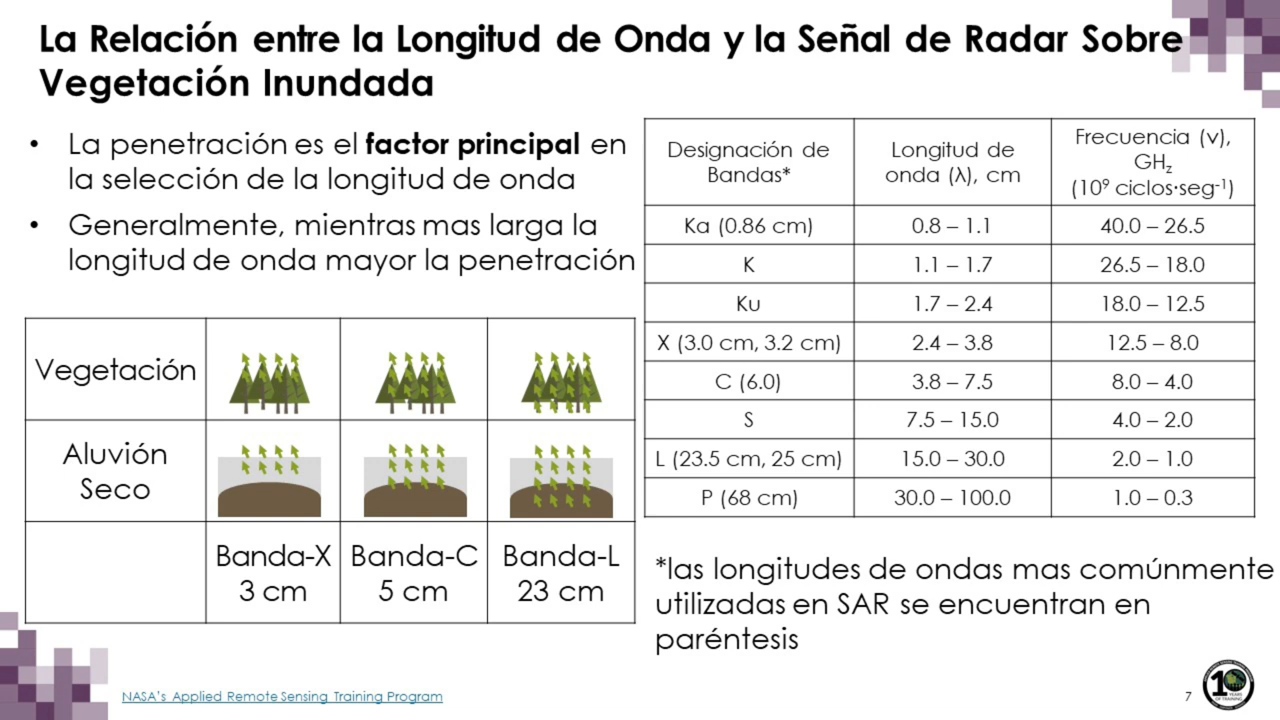 La Relación entre la Longitud de Onda y la Señal de Radar Sobre
Vegetación Inundada
• La penetración es el factor principal en
la selección de la longitud de onda
• Generalmente, mientras mas larga la
longitud de onda mayor la penetración
Vegetación
Aluvión
Seco
Banda-X
3 cm
Banda-C
5 cm
Banda-L
23 cm
Designación de
Bandas*
Longitud de
onda (λ), cm
Frecuencia (v),
GHz
(10⁹ ciclos·seg⁻¹)
Ka (0.86 cm) 0.8 – 1.1 40.0 – 26.5
K 1.1 – 1.7 26.5 – 18.0
Ku 1.7 – 2.4 18.0 – 12.5
X (3.0 cm, 3.2 cm) 2.4 – 3.8 12.5 – 8.0
C (6.0) 3.8 – 7.5 8.0 – 4.0
S 7.5 – 15.0 4.0 – 2.0
L (23.5 cm, 25 cm) 15.0 – 30.0 2.0 – 1.0
P (68 cm) 30.0 – 100.0 1.0 – 0.3
*las longitudes de ondas mas comúnmente
utilizadas en SAR se encuentran en
paréntesis
NASA's Applied Remote Sensing Training Program
7
10
YEARS
OF TRAINING